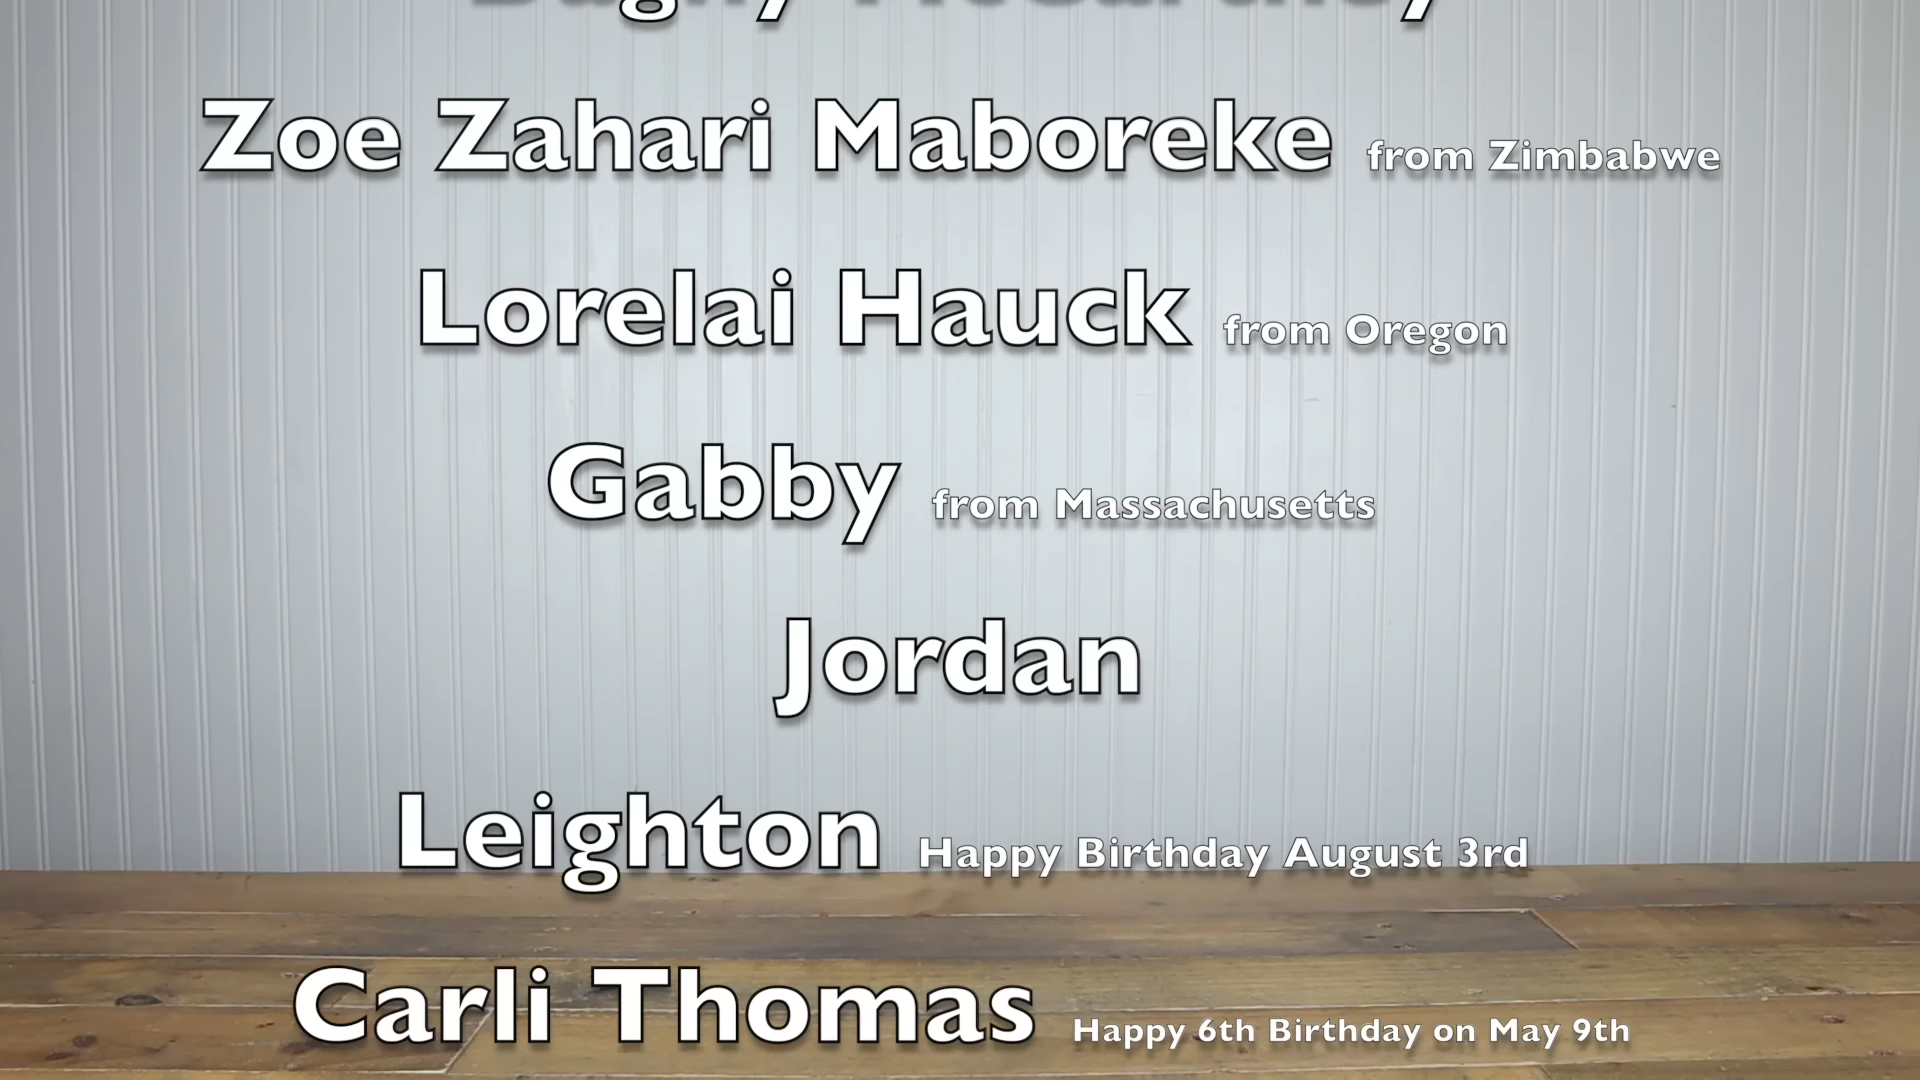 Zoe Zahari Maboreke from Zimbabwe
Lorelai Hauck from Oregon
Gabby from Massachusetts
Jordan
Leighton Happy Birthday August 3rd
Carli Thomas Happy 6th Birthday on May 9th